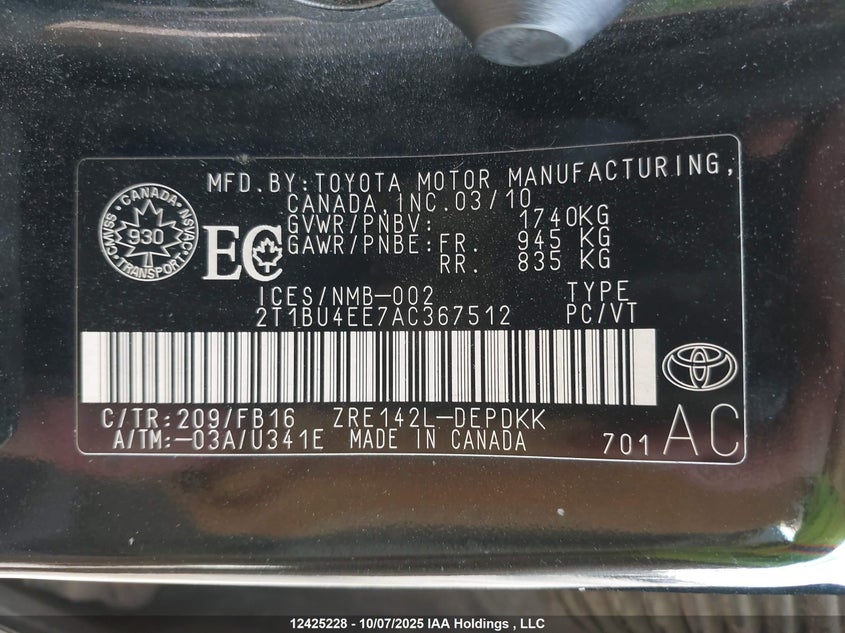 MFD.BY:TOYOTA MOTOR MANUFACTURING,
CANADA, INC.03/10
GVWR/PNBV: 1740KG
GAWR/PNBE:FR. 945 KG
RR. 835 KG
CANADA
CMVSS 930 NSVAC
TRANSPORT
EC
ICES/NMB-002 TYPE
2T1BU4EE7AC367512 PC/VT
C/TR:209/FB16 ZRE142L-DEPDKK
A/TM:-03A/U341E MADE IN CANADA
701 AC
12425228 - 10/07/2025 IAA Holdings , LLC